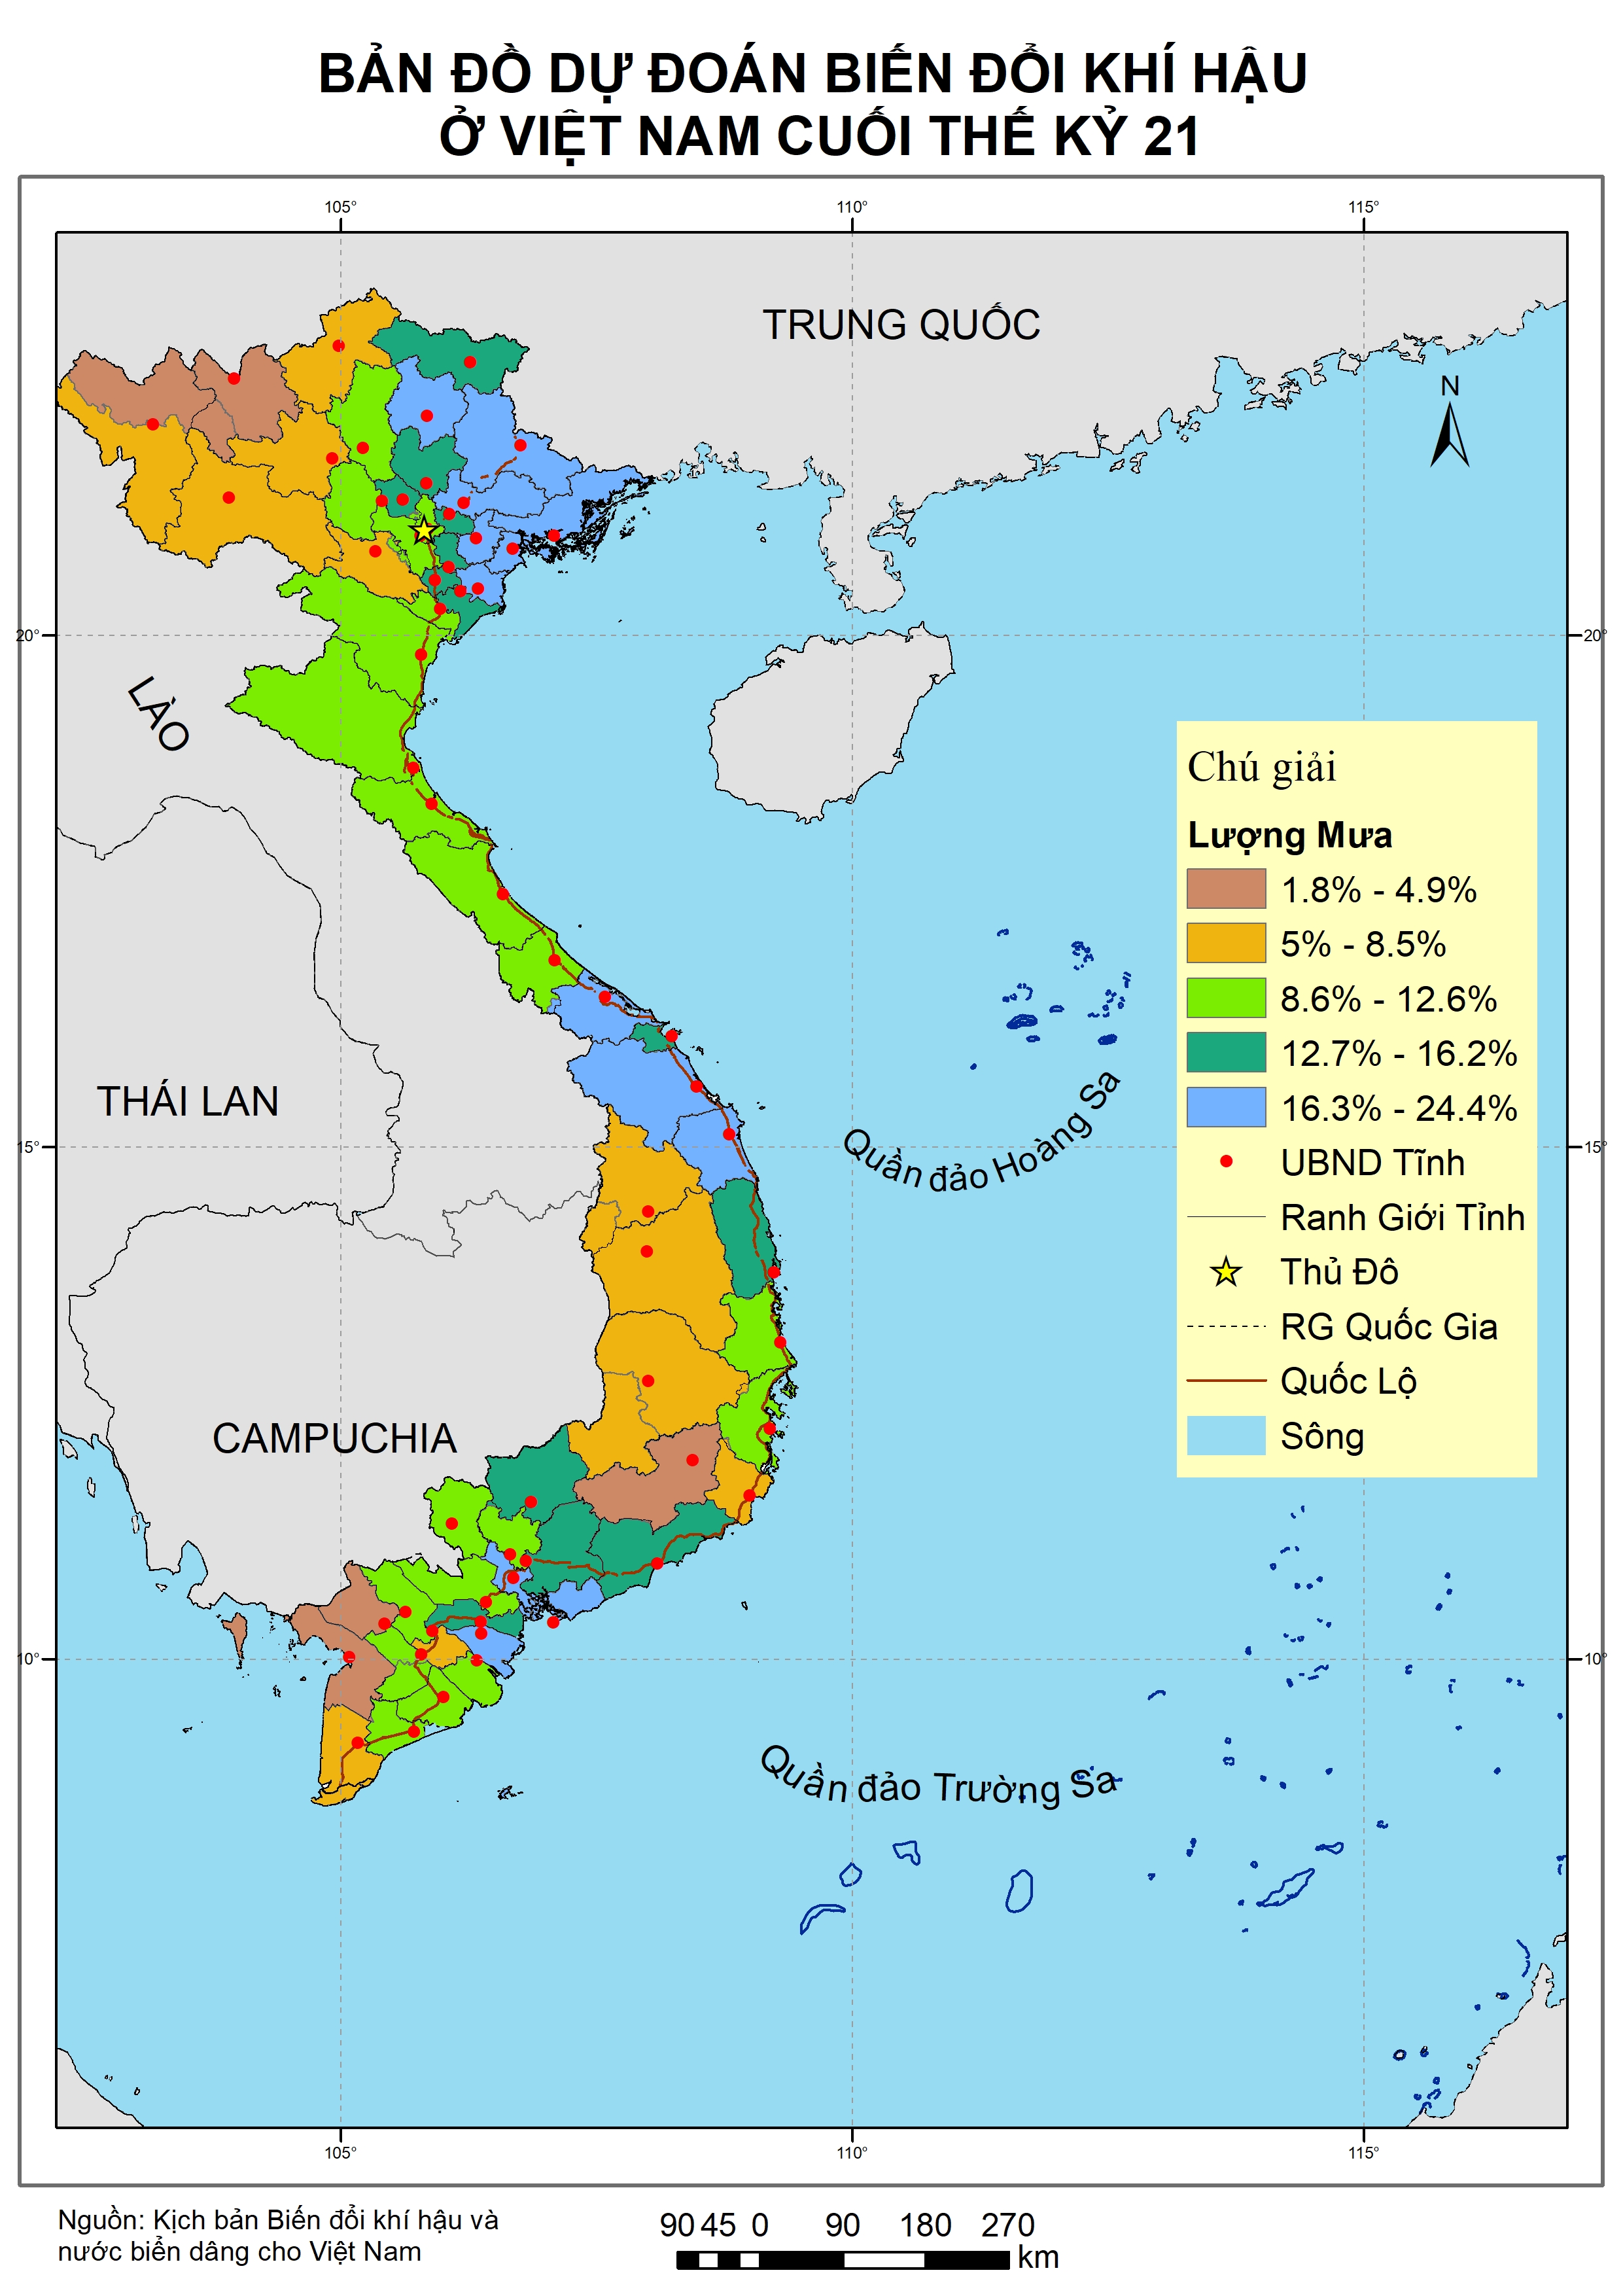 BẢN ĐỒ DỰ ĐOÁN BIẾN ĐỔI KHÍ HẬU
Ở VIỆT NAM CUỐI THẾ KỶ 21
105°
110°
115°
TRUNG QUỐC
N
20°
20°
LÀO
Chú giải
Lượng Mưa
1.8% - 4.9%
5% - 8.5%
8.6% - 12.6%
12.7% - 16.2%
16.3% - 24.4%
UBND Tĩnh
Ranh Giới Tỉnh
Thủ Đô
RG Quốc Gia
Quốc Lộ
Sông
THÁI LAN
Quần đảo Hoàng Sa
15°
15°
CAMPUCHIA
10°
10°
Quần đảo Trường Sa
105°
110°
115°
Nguồn: Kịch bản Biến đổi khí hậu và
nước biển dâng cho Việt Nam
90 45 0 90 180 270
km